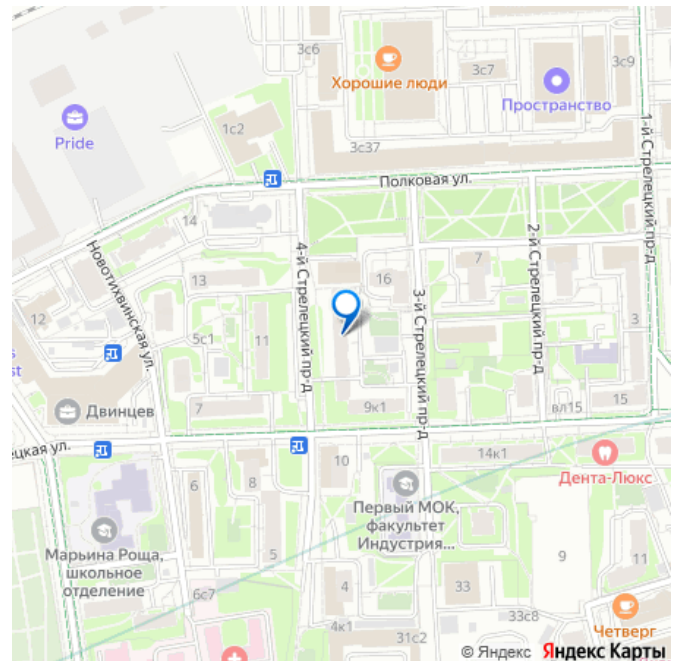 3с6
3с7
3с9
Хорошие люди
Пространство
Pride
1с2
3с37
1-й Стрелецкий пр-д
Полковая ул.
14
4-й Стрелецкий пр-д
3-й Стрелецкий пр-д
2-й Стрелецкий пр-д
Новотихвинская ул.
13
16
7
12
5с1
11
3
s
st
Двинцев
7
9к1
вл15
15
ецкая ул.
10
14к1
Дента-Люкс
6
8
Первый МОК,
факультет
Индустрия...
Марьина Роща,
школьное
отделение
5
9
11
6с7
4
33
4к1
31с2
33с8
Четверг
© Яндекс Яндекс Карты